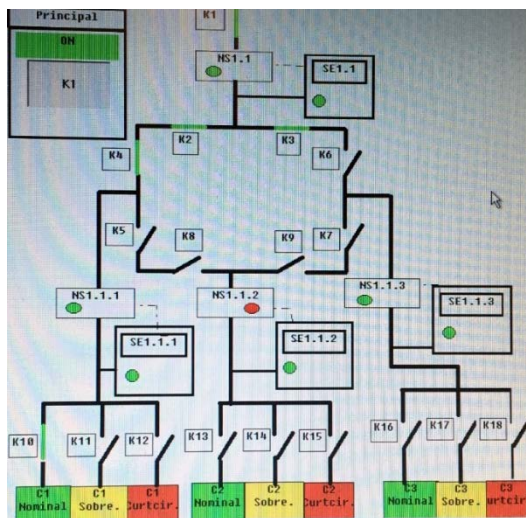 Principal
ON
K1
K1
NS1.1
SE1.1
K2
K3
K4
K6
K5
K8
K9
K7
NS1.1.1
NS1.1.2
NS1.1.3
SE1.1.1
SE1.1.2
SE1.1.3
K10
K11
K12
K13
K14
K15
K16
K17
K18
C1
Nominal
C1
Sobre.
C1
Curtcir.
C2
Nominal
C2
Sobre.
C2
Curtcir.
C3
Nominal
C3
Sobre.
C3
Curtcir